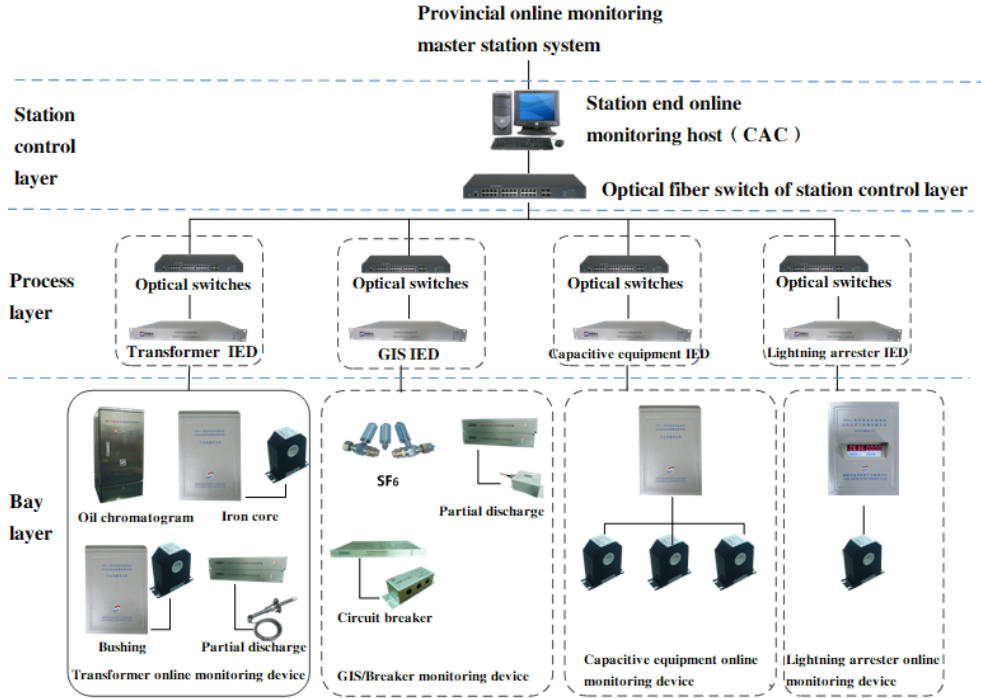 Provincial online monitoring
master station system
Station
control
layer
Station end online
monitoring host（CAC）
Optical fiber switch of station control layer
Process
layer
Optical switches
Optical switches
Optical switches
Optical switches
Transformer IED
GIS IED
Capacitive equipment IED
Lightning arrester IED
Bay
layer
Oil chromatogram
Iron core
Bushing
Partial discharge
Transformer online monitoring device
SF6
Partial discharge
Circuit breaker
GIS/Breaker monitoring device
Capacitive equipment online
monitoring device
Lightning arrester online
monitoring device